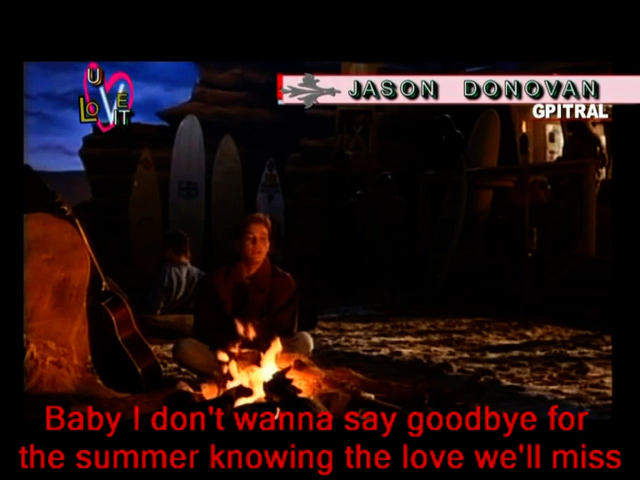 U
LOVE
IT
JASON DONOVAN
GPITRAL
Baby I don't wanna say goodbye for
the summer knowing the love we'll miss